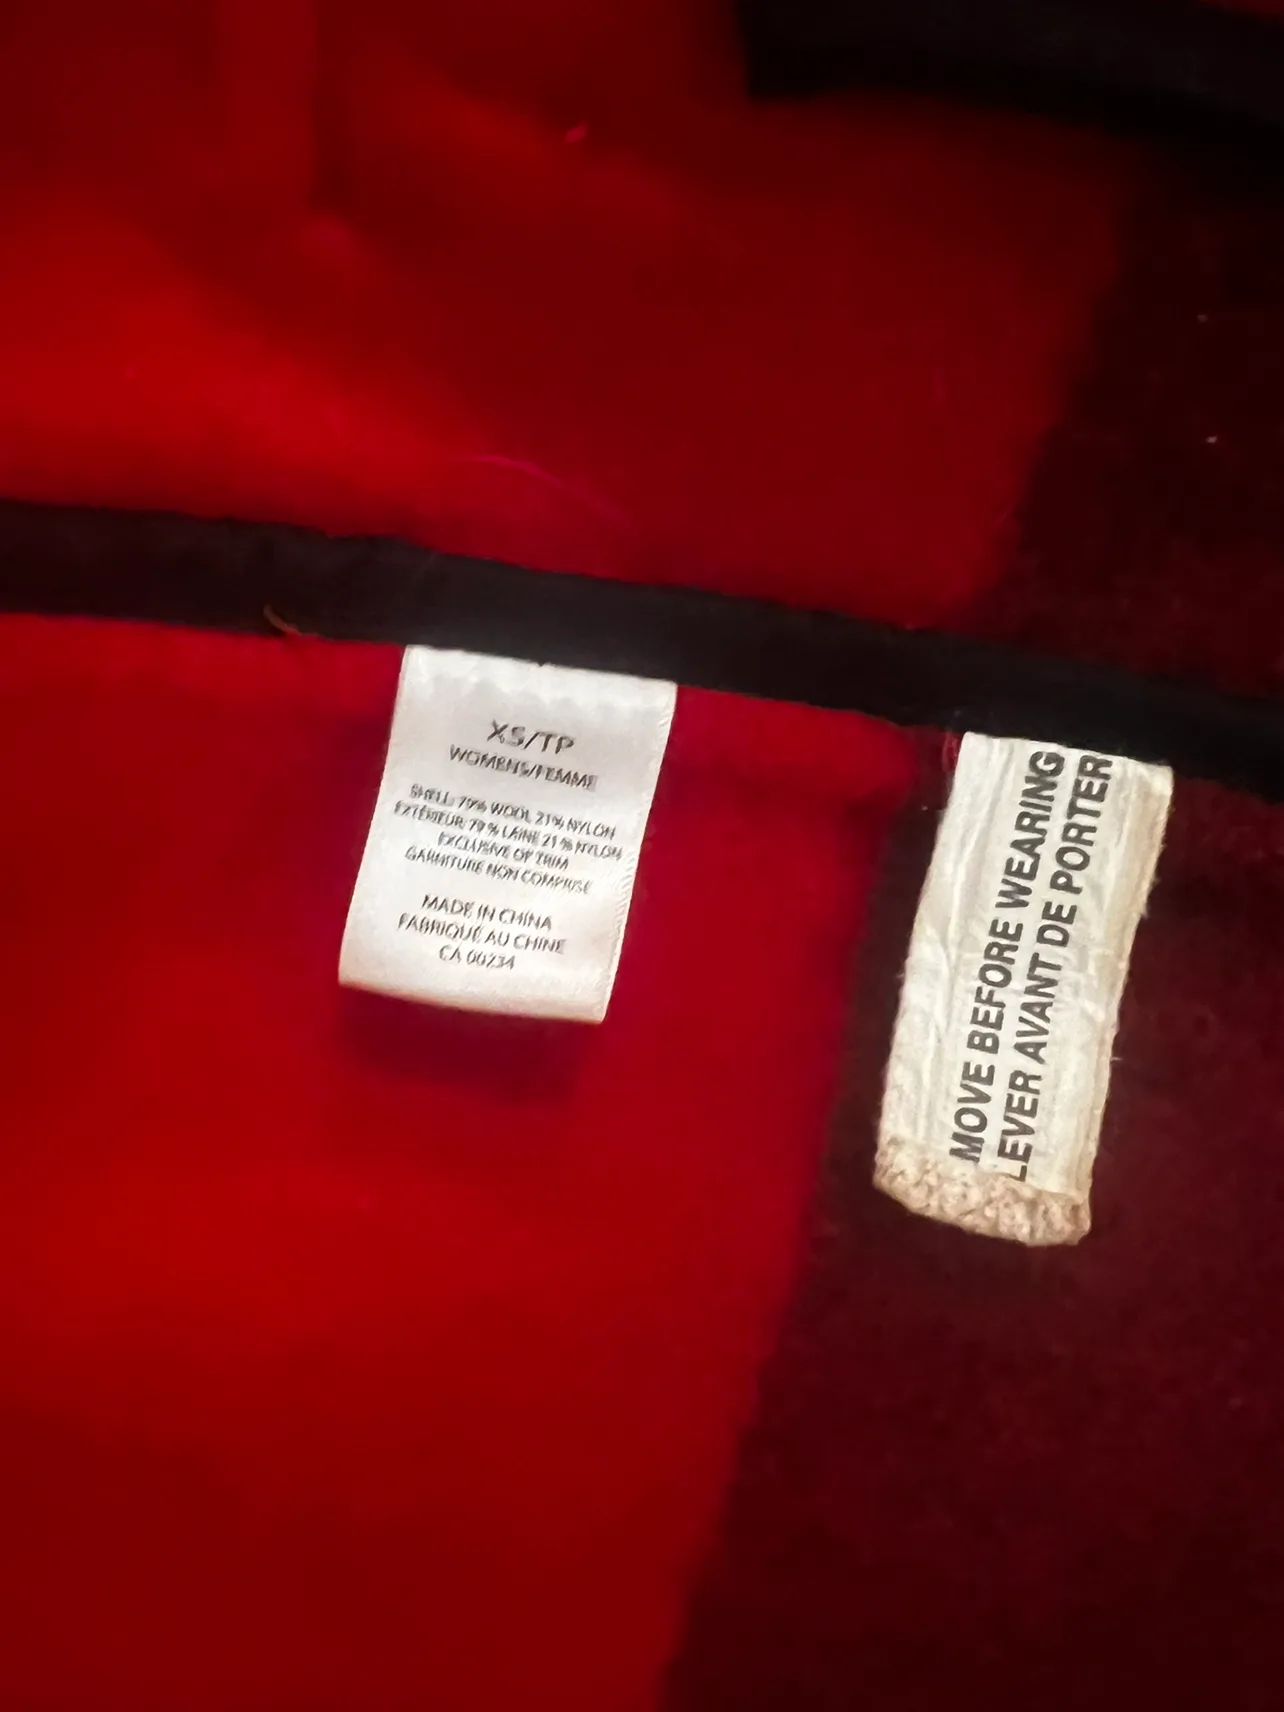 XS/TP
WOMENS/FEMME
SHELL: 79% WOOL 21% NYLON
EXTÉRIEUR: 79 % LAINE 21 % NYLON
EXCLUSIVE OF TRIM
GARNITURE NON COMPRISE
MADE IN CHINA
FABRIQUÉ AU CHINE
CA 00234
MOVE BEFORE WEARING
LEVER AVANT DE PORTER